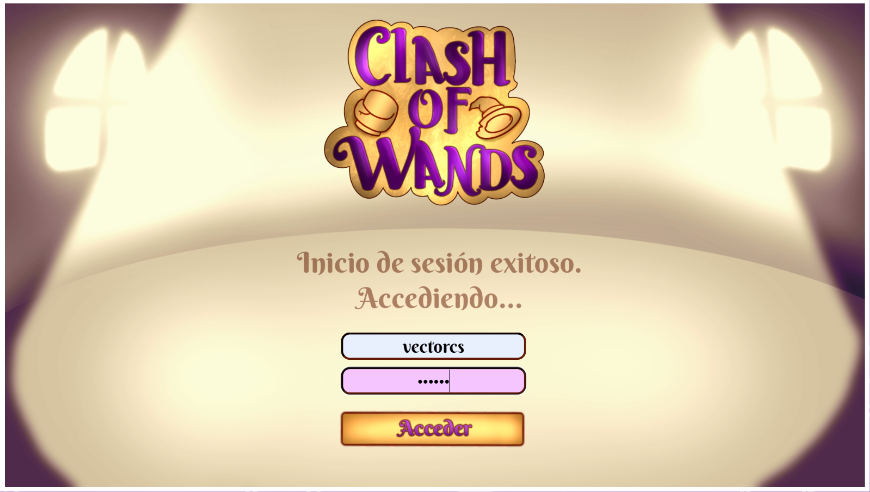 Clash
of
Wands
Inicio de sesión exitoso.
Accediendo...
vectorcs
••••••
Acceder